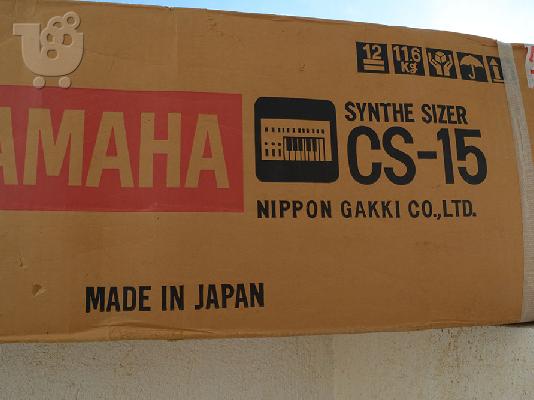 12 11.6 kg
SYNTHE SIZER
AMAHA CS-15
NIPPON GAKKI CO.,LTD.
MADE IN JAPAN